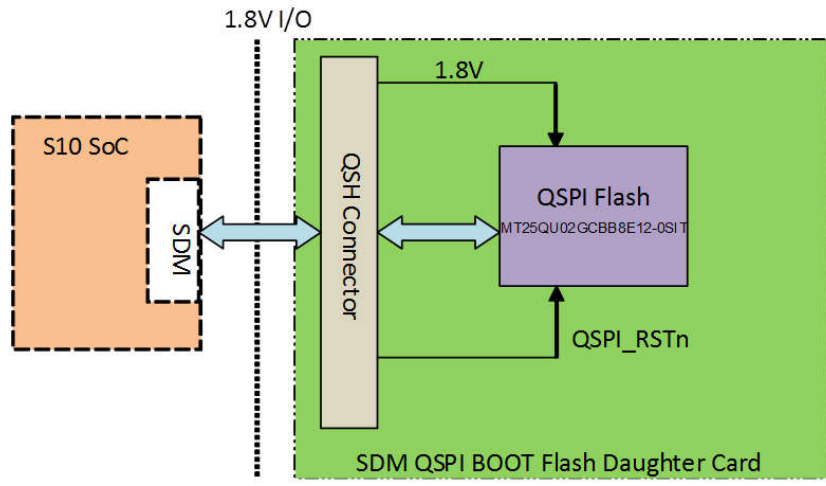 1.8V I/O
S10 SoC
SDM
QSH Connector
1.8V
QSPI Flash
MT25QU02GCBB8E12-0SIT
QSPI_RSTn
SDM QSPI BOOT Flash Daughter Card